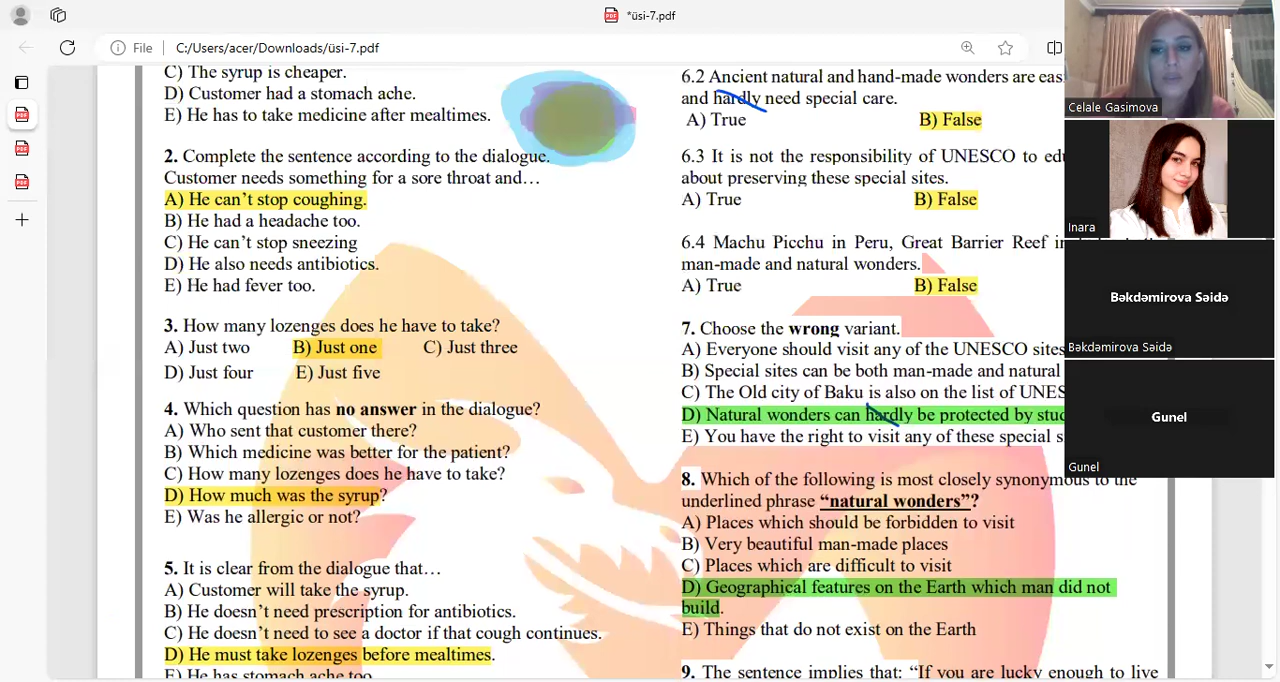 *üsi-7.pdf
File
C:/Users/acer/Downloads/üsi-7.pdf
C) The syrup is cheaper.
D) Customer had a stomach ache.
E) He has to take medicine after mealtimes.
2. Complete the sentence according to the dialogue.
Customer needs something for a sore throat and…
A) He can't stop coughing.
B) He had a headache too.
C) He can't stop sneezing
D) He also needs antibiotics.
E) He had fever too.
3. How many lozenges does he have to take?
A) Just two B) Just one C) Just three
D) Just four E) Just five
4. Which question has no answer in the dialogue?
A) Who sent that customer there?
B) Which medicine was better for the patient?
C) How many lozenges does he have to take?
D) How much was the syrup?
E) Was he allergic or not?
5. It is clear from the dialogue that…
A) Customer will take the syrup.
B) He doesn't need prescription for antibiotics.
C) He doesn't need to see a doctor if that cough continues.
D) He must take lozenges before mealtimes.
E) He has stomach ache too.
6.2 Ancient natural and hand-made wonders are eas
and hardly need special care.
A) True B) False
6.3 It is not the responsibility of UNESCO to edu
about preserving these special sites.
A) True B) False
6.4 Machu Picchu in Peru, Great Barrier Reef in
man-made and natural wonders.
A) True B) False
7. Choose the wrong variant.
A) Everyone should visit any of the UNESCO sites
B) Special sites can be both man-made and natural
C) The Old city of Baku is also on the list of UNES
D) Natural wonders can hardly be protected by stud
E) You have the right to visit any of these special s
8. Which of the following is most closely synonymous to the
underlined phrase "natural wonders"?
A) Places which should be forbidden to visit
B) Very beautiful man-made places
C) Places which are difficult to visit
D) Geographical features on the Earth which man did not
build.
E) Things that do not exist on the Earth
9. The sentence implies that: "If you are lucky enough to live
Celale Gasimova
Inara
Bəkdəmirova Səidə
Bəkdəmirova Səidə
Gunel
Gunel